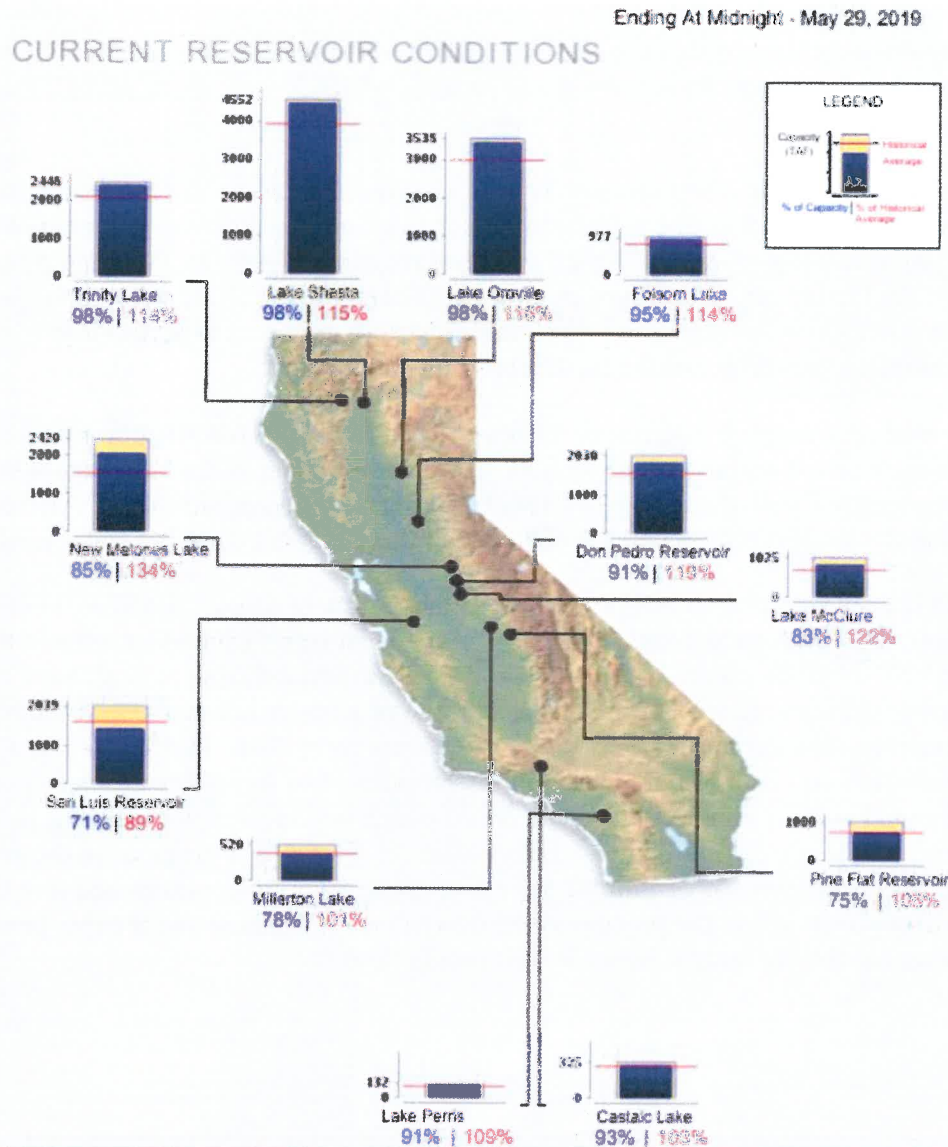 Ending At Midnight - May 29, 2019
CURRENT RESERVOIR CONDITIONS
LEGEND
Capacity
(TAF)
Historical
Average
% of Capacity | % of Historical
Average
2448
2000
1000
0
Trinity Lake
98% | 114%
4552
4000
3000
2000
1000
0
Lake Shasta
98% | 115%
3535
3000
2000
1000
0
Lake Oroville
98%
977
0
Folsom Lake
95% | 114%
2420
2000
1000
0
New Melones Lake
85% | 134%
2030
1000
0
Don Pedro Reservoir
91%
1025
0
Lake McClure
83% | 122%
2039
1000
0
San Luis Reservoir
71% | 89%
520
0
Millerton Lake
78% | 101%
1000
0
Pine Flat Reservoir
75%
132
0
Lake Perris
91% | 109%
325
0
Castaic Lake
93%